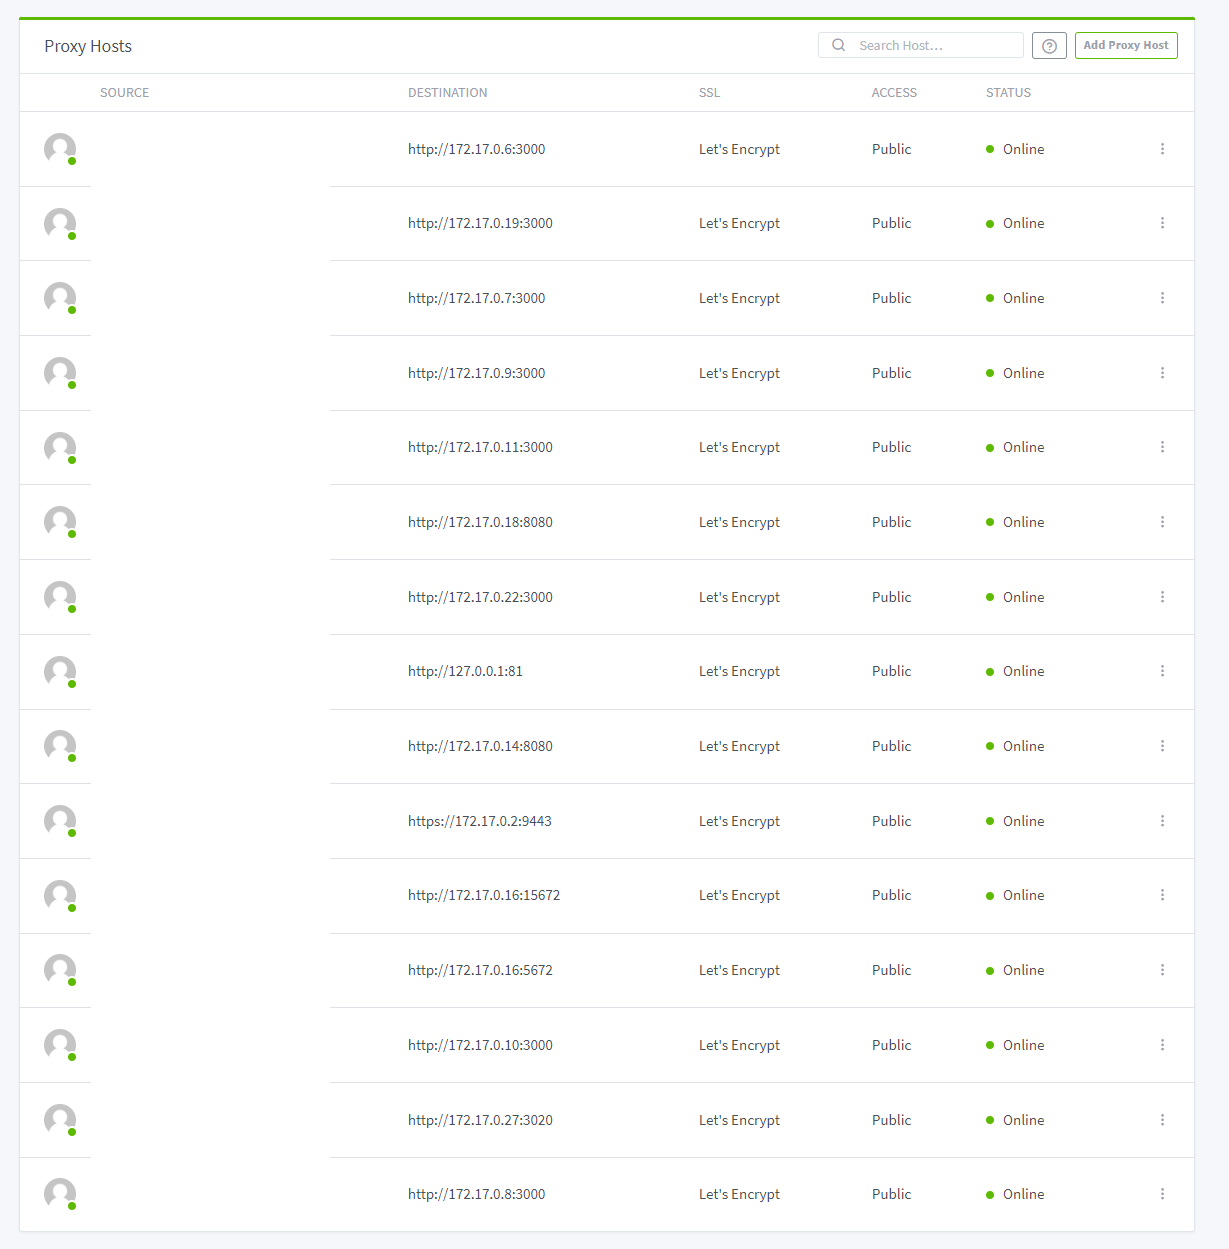 Proxy Hosts Search Host... Add Proxy Host
SOURCE DESTINATION SSL ACCESS STATUS
http://172.17.0.6:3000 Let's Encrypt Public Online
http://172.17.0.19:3000 Let's Encrypt Public Online
http://172.17.0.7:3000 Let's Encrypt Public Online
http://172.17.0.9:3000 Let's Encrypt Public Online
http://172.17.0.11:3000 Let's Encrypt Public Online
http://172.17.0.18:8080 Let's Encrypt Public Online
http://172.17.0.22:3000 Let's Encrypt Public Online
http://127.0.0.1:81 Let's Encrypt Public Online
http://172.17.0.14:8080 Let's Encrypt Public Online
https://172.17.0.2:9443 Let's Encrypt Public Online
http://172.17.0.16:15672 Let's Encrypt Public Online
http://172.17.0.16:5672 Let's Encrypt Public Online
http://172.17.0.10:3000 Let's Encrypt Public Online
http://172.17.0.27:3020 Let's Encrypt Public Online
http://172.17.0.8:3000 Let's Encrypt Public Online